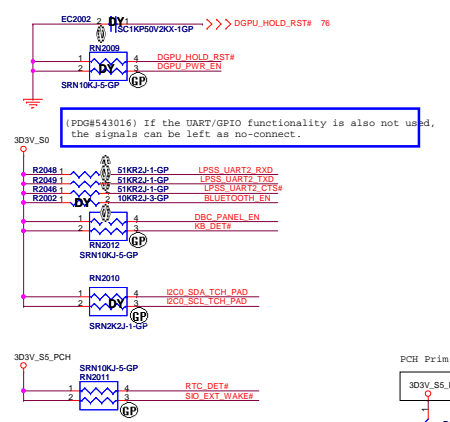 EC2002 2 DY 1 DGPU_HOLD_RST# 76
SC1KP50V2KX-1GP
RN2009
1 4 DGPU_HOLD_RST#
2 DY 3 DGPU_PWR_EN
SRN10KJ-5-GP GP
(PDG#543016) If the UART/GPIO functionality is also not used,
the signals can be left as no-connect.
3D3V_S0
R2048 1 51KR2J-1-GP LPSS_UART2_RXD
R2049 1 51KR2J-1-GP LPSS_UART2_TXD
R2046 1 51KR2J-1-GP LPSS_UART2_CTS#
R2002 1 DY 2 10KR2J-3-GP BLUETOOTH_EN
1 4 DBC_PANEL_EN
2 3 KB_DET#
RN2012 GP
SRN10KJ-5-GP
RN2010
1 4 I2C0_SDA_TCH_PAD
2 DY 3 I2C0_SCL_TCH_PAD
SRN2K2J-1-GP GP
3D3V_S5_PCH
SRN10KJ-5-GP
RN2011
1 4 RTC_DET#
2 3 SIO_EXT_WAKE#
GP
PCH Prim
3D3V_S5_
1